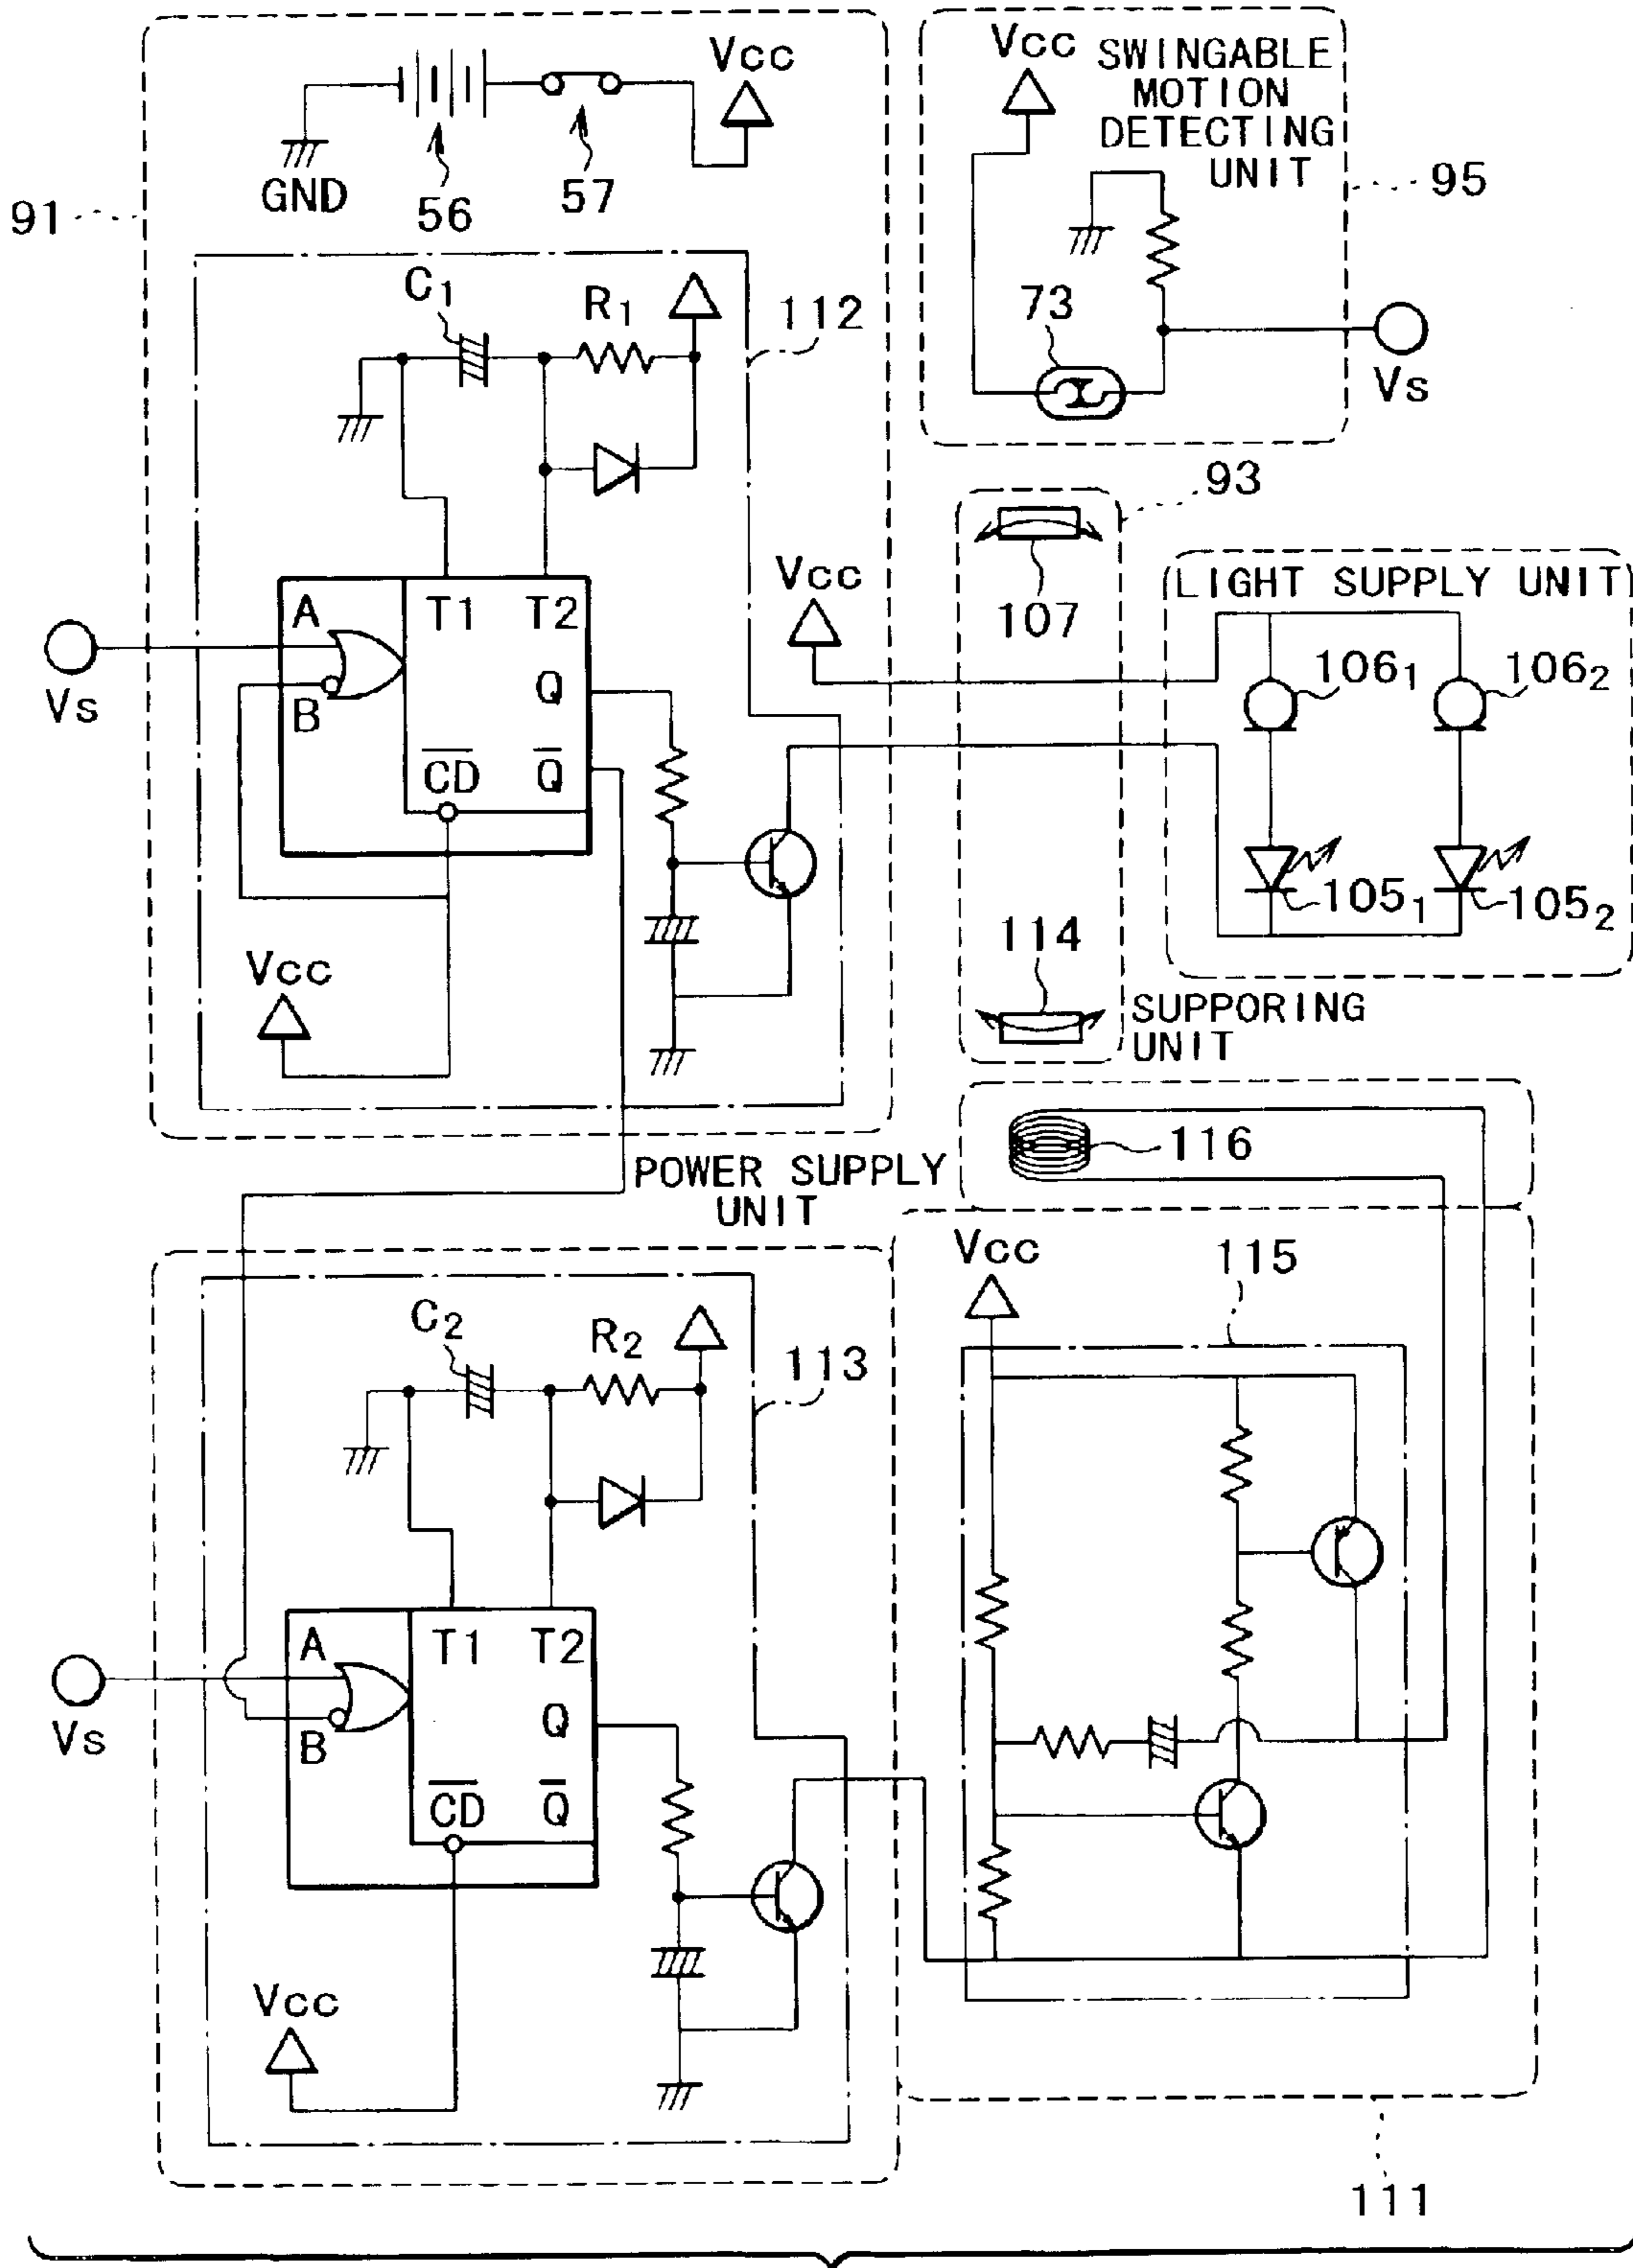 Vcc
GND
56
57
91
C1
R1
112
A
B
T1
T2
Q
CD
Q
Vs
Vcc
Vcc
Vcc
SWINGABLE
MOTION
DETECTING
UNIT
95
73
Vs
93
107
114
SUPPORING
UNIT
LIGHT SUPPLY UNIT
1061
1062
1051
1052
116
POWER SUPPLY
UNIT
C2
R2
113
A
B
T1
T2
Q
CD
Q
Vs
Vcc
Vcc
115
111